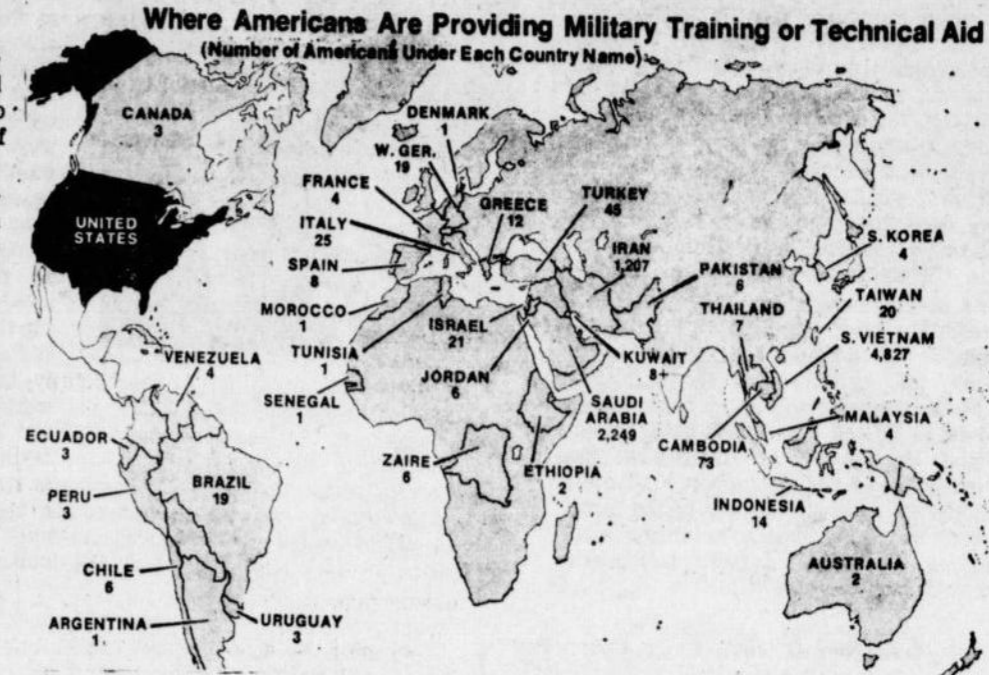 Where Americans Are Providing Military Training or Technical Aid
(Number of Americans Under Each Country Name)
CANADA
3
UNITED
STATES
DENMARK
1
W. GER.
19
FRANCE
4
ITALY
25
SPAIN
8
MOROCCO
1
TUNISIA
1
SENEGAL
1
GREECE
12
TURKEY
45
IRAN
1,207
PAKISTAN
6
ISRAEL
21
JORDAN
6
KUWAIT
8+
SAUDI
ARABIA
2,249
THAILAND
7
S. KOREA
4
TAIWAN
20
S. VIETNAM
4,827
MALAYSIA
4
CAMBODIA
73
INDONESIA
14
AUSTRALIA
2
ZAIRE
6
ETHIOPIA
2
VENEZUELA
4
ECUADOR
3
PERU
3
BRAZIL
19
CHILE
6
ARGENTINA
1
URUGUAY
3